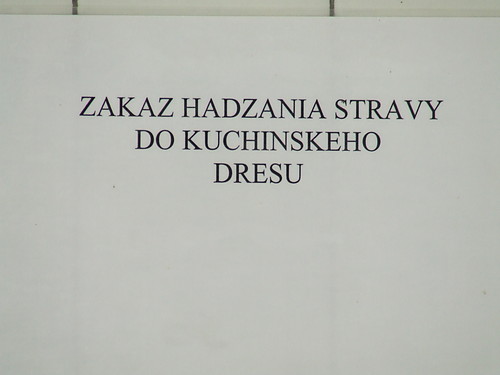 ZAKAZ HADZANIA STRAVY
DO KUCHINSKEHO
DRESU